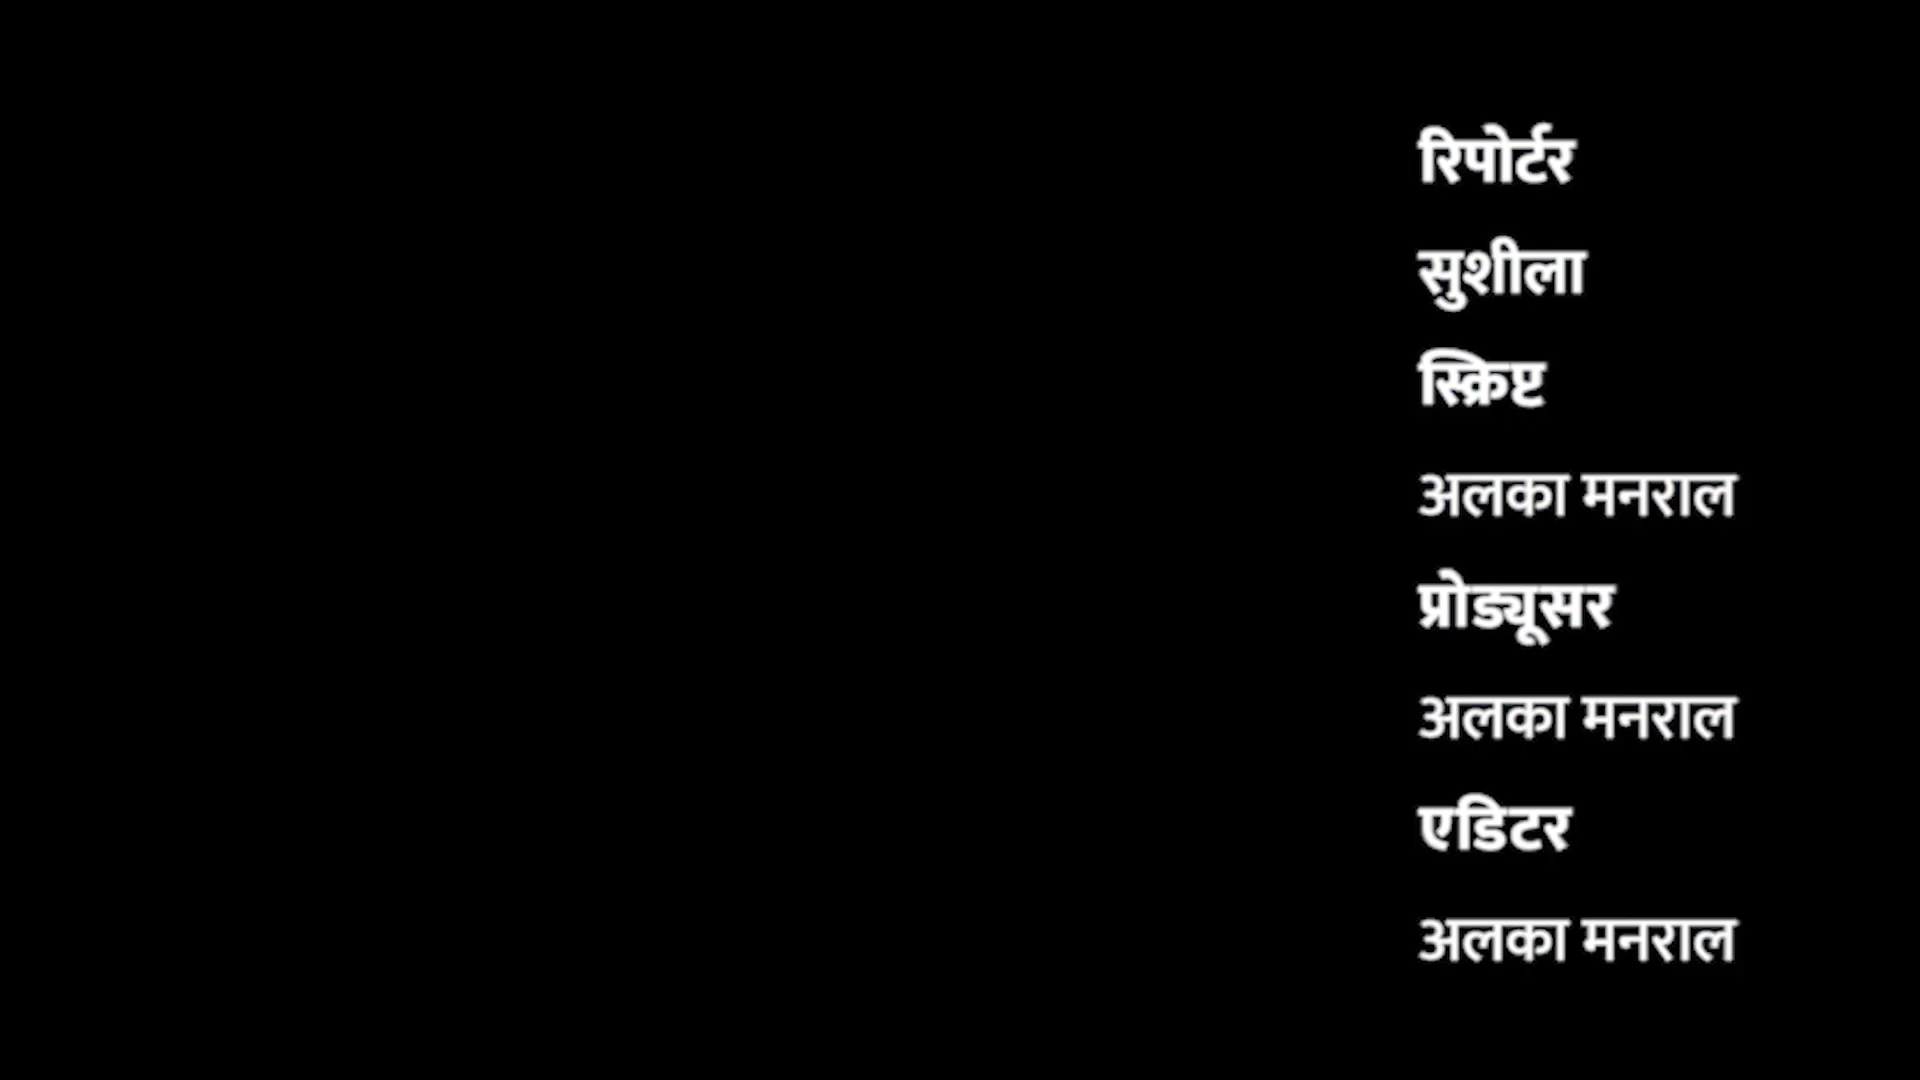 रिपोर्टर
सुशीला
स्क्रिप्ट
अलका मनराल
प्रोड्यूसर
अलका मनराल
एडिटर
अलका मनराल